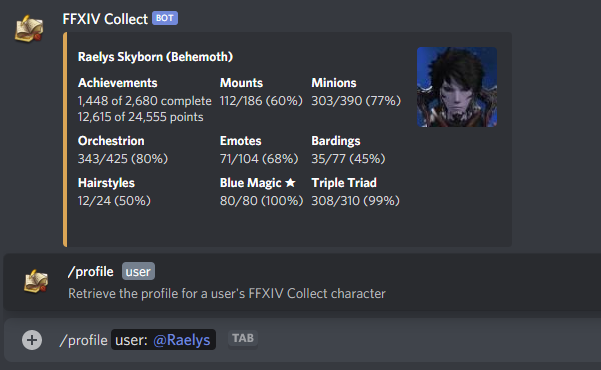 FFXIV Collect BOT
Raelys Skyborn (Behemoth)
Achievements Mounts Minions
1,448 of 2,680 complete 112/186 (60%) 303/390 (77%)
12,615 of 24,555 points
Orchestrion Emotes Bardings
343/425 (80%) 71/104 (68%) 35/77 (45%)
Hairstyles Blue Magic ★ Triple Triad
12/24 (50%) 80/80 (100%) 308/310 (99%)
/profile user
Retrieve the profile for a user's FFXIV Collect character
/profile user: @Raelys TAB